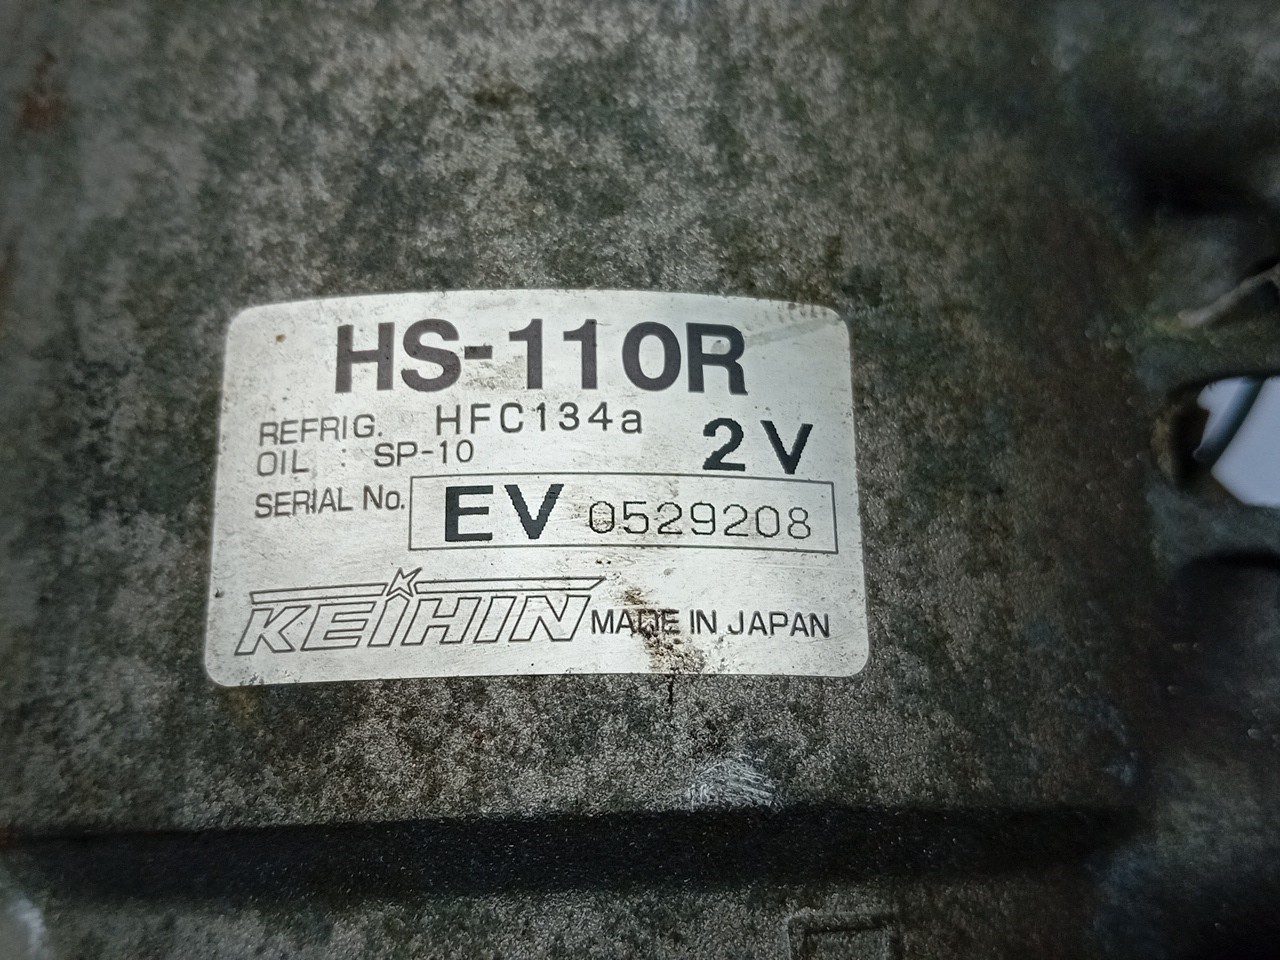 HS-110R
REFRIG. HFC134a
OIL : SP-10
2V
SERIAL No. EV 0529208
KEIHIN MADE IN JAPAN